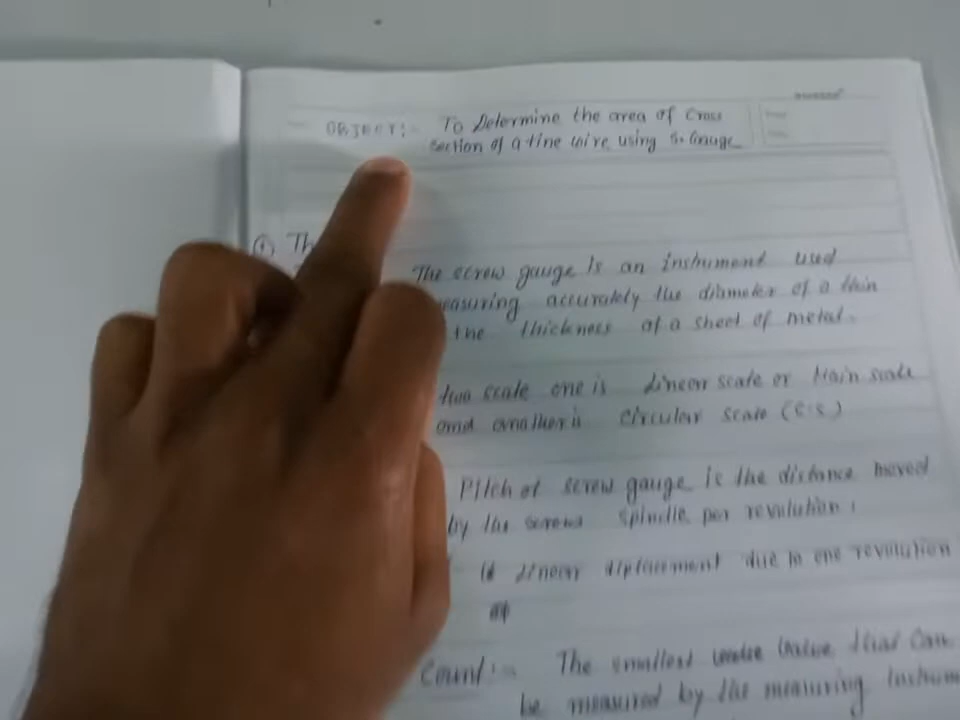 OBJECT:- To Determine the area of Cross
Section of a fine wire using S. Gauge
① Th
The screw gauge is an instrument used
easuring accurately the diameter of a thin
the thickness of a sheet of metal.
two scale one is Linear scale or Main scale
and another is Circular scale (C.S)
Pitch of screw gauge is the distance moved
by the screw spindle per revolution
Linear diplacement due to one revolution
of
Count:- The smallest value that Can
be measured by the measuring Instrum